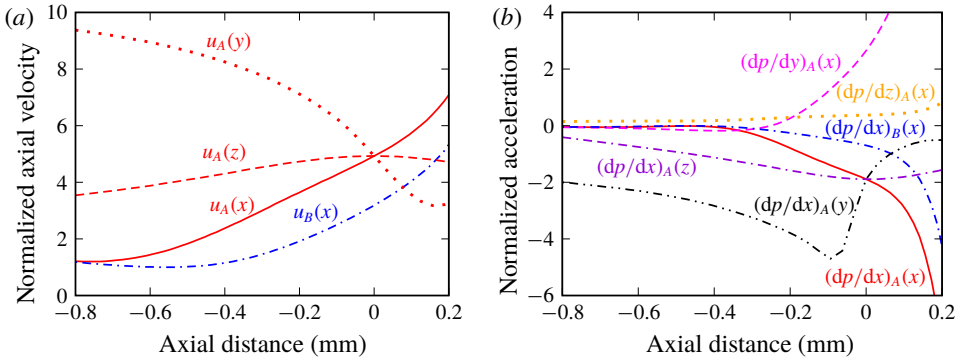 (a)
10
8
6
4
2
0
Normalized axial velocity
u_A(y)
u_A(z)
u_A(x)
u_B(x)
−0.8 −0.6 −0.4 −0.2 0 0.2
Axial distance (mm)
(b)
4
2
0
−2
−4
−6
Normalized acceleration
(dp/dy)_A(x)
(dp/dz)_A(x)
(dp/dx)_B(x)
(dp/dx)_A(z)
(dp/dx)_A(y)
(dp/dx)_A(x)
−0.8 −0.6 −0.4 −0.2 0 0.2
Axial distance (mm)